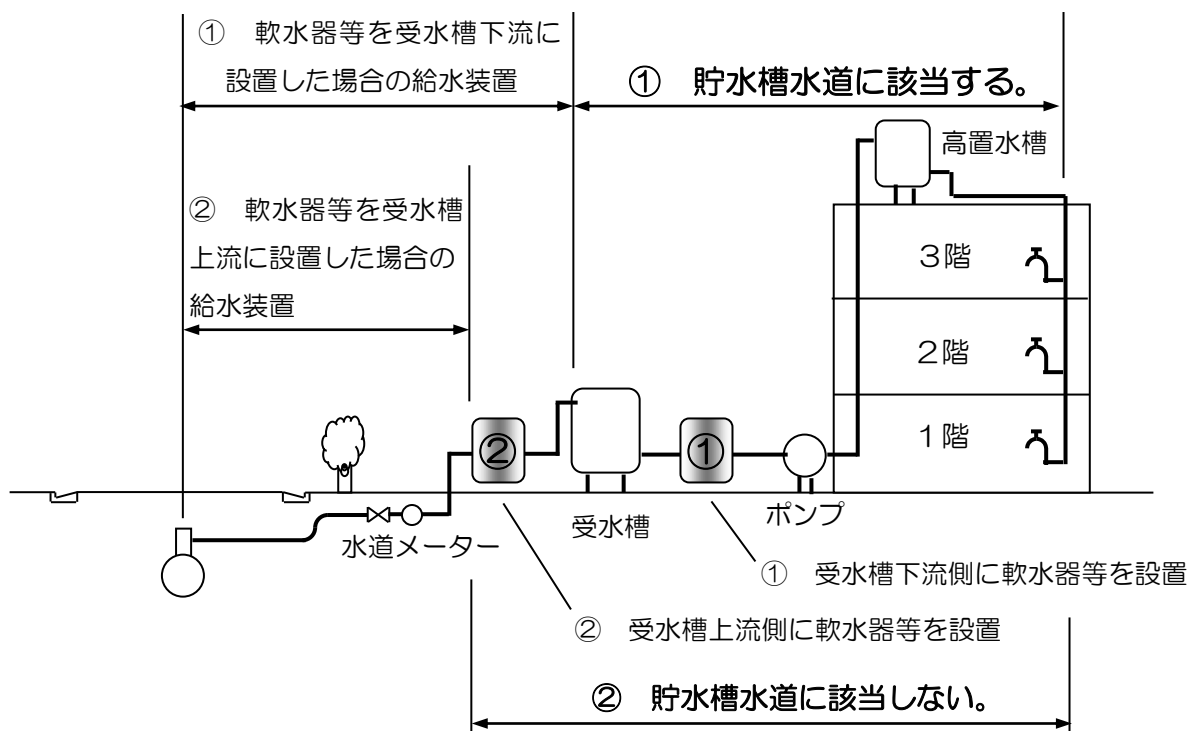 ①　軟水器等を受水槽下流に
設置した場合の給水装置
①　貯水槽水道に該当する。
高置水槽
②　軟水器等を受水槽
上流に設置した場合の
給水装置
３階
２階
１階
②
①
受水槽
ポンプ
水道メーター
①　受水槽下流側に軟水器等を設置
②　受水槽上流側に軟水器等を設置
②　貯水槽水道に該当しない。